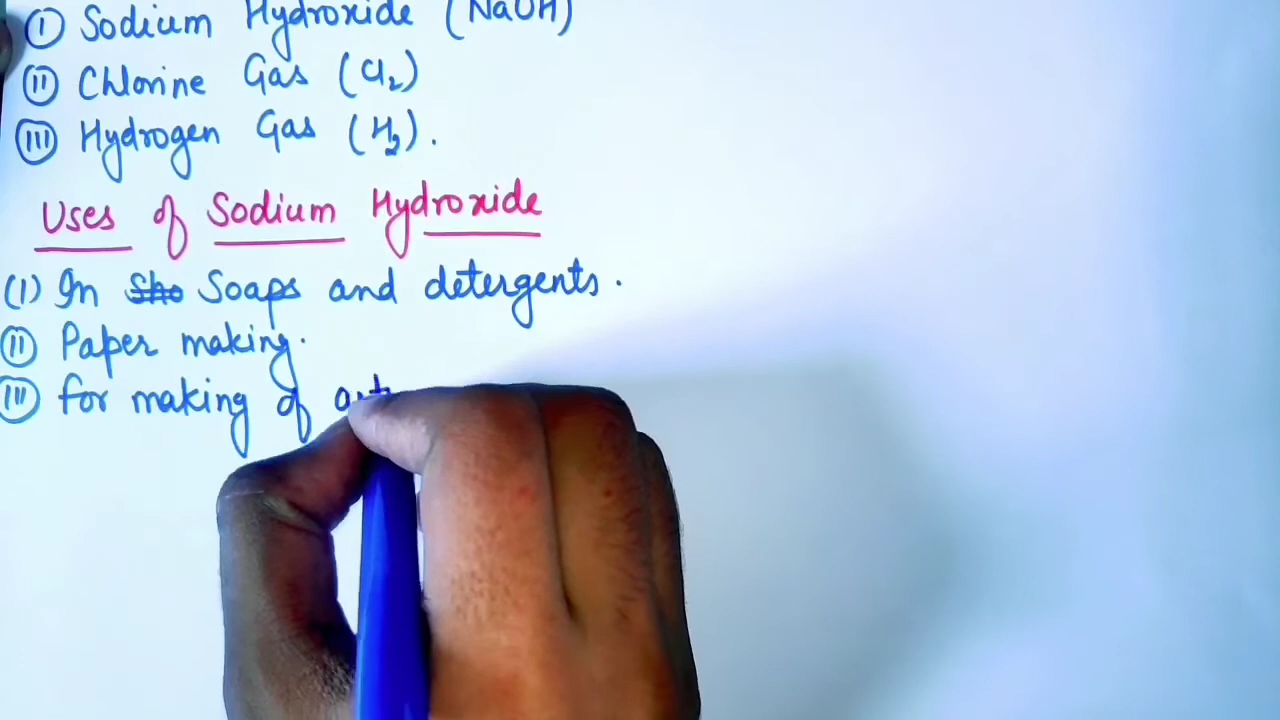 (I) Sodium Hydroxide (NaOH)
(II) Chlorine Gas (Cl₂)
(III) Hydrogen Gas (H₂).
Uses of Sodium Hydroxide
(1) In Sho Soaps and detergents.
(II) Paper making.
(III) for making of